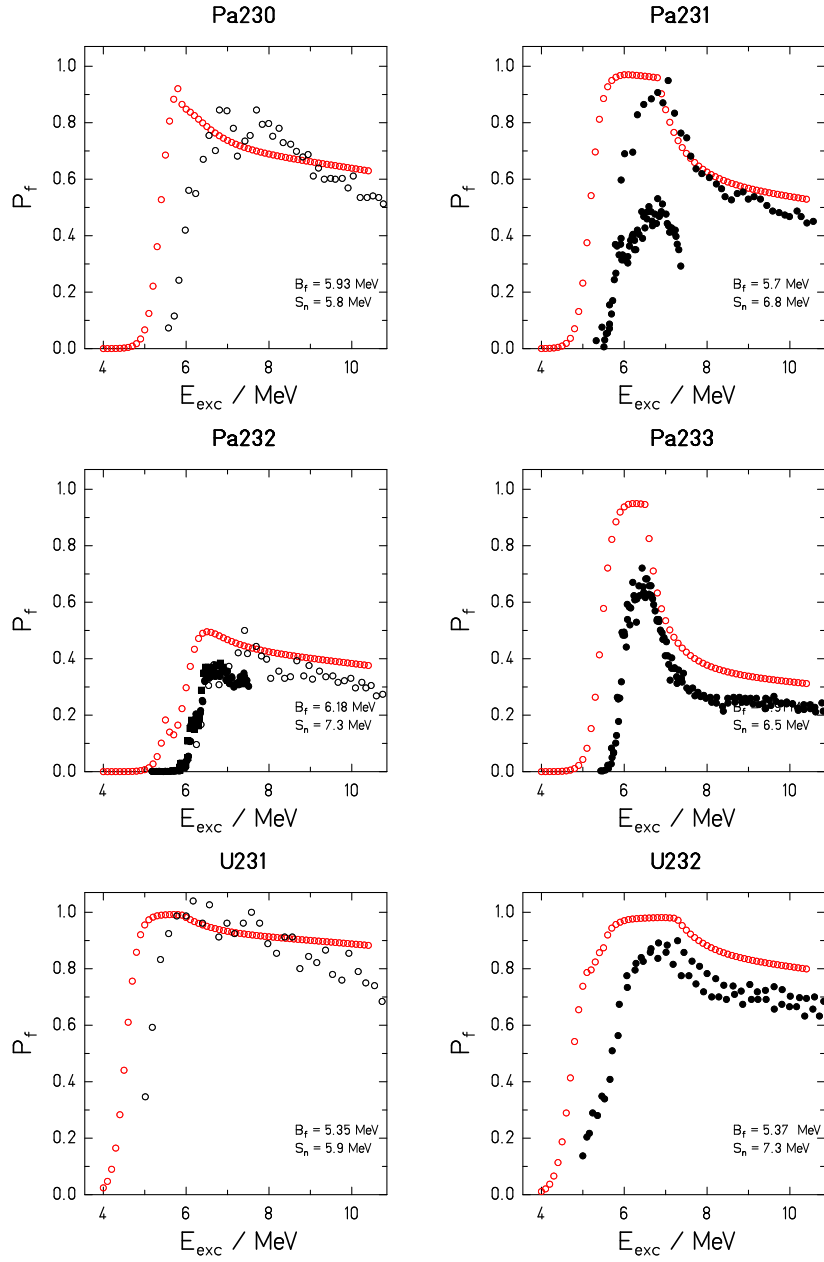 Pa230
Pa231
1.0
0.8
0.6
0.4
0.2
0.0
P_f
B_f = 5.93 MeV
S_n = 5.8 MeV
4 6 8 10
E_exc / MeV
1.0
0.8
0.6
0.4
0.2
0.0
P_f
B_f = 5.7 MeV
S_n = 6.8 MeV
4 6 8 10
E_exc / MeV
Pa232
Pa233
1.0
0.8
0.6
0.4
0.2
0.0
P_f
B_f = 6.18 MeV
S_n = 7.3 MeV
4 6 8 10
E_exc / MeV
1.0
0.8
0.6
0.4
0.2
0.0
P_f
B_f
S_n = 6.5 MeV
4 6 8 10
E_exc / MeV
U231
U232
1.0
0.8
0.6
0.4
0.2
0.0
P_f
B_f = 5.35 MeV
S_n = 5.9 MeV
4 6 8 10
E_exc / MeV
1.0
0.8
0.6
0.4
0.2
0.0
P_f
B_f = 5.37 MeV
S_n = 7.3 MeV
4 6 8 10
E_exc / MeV